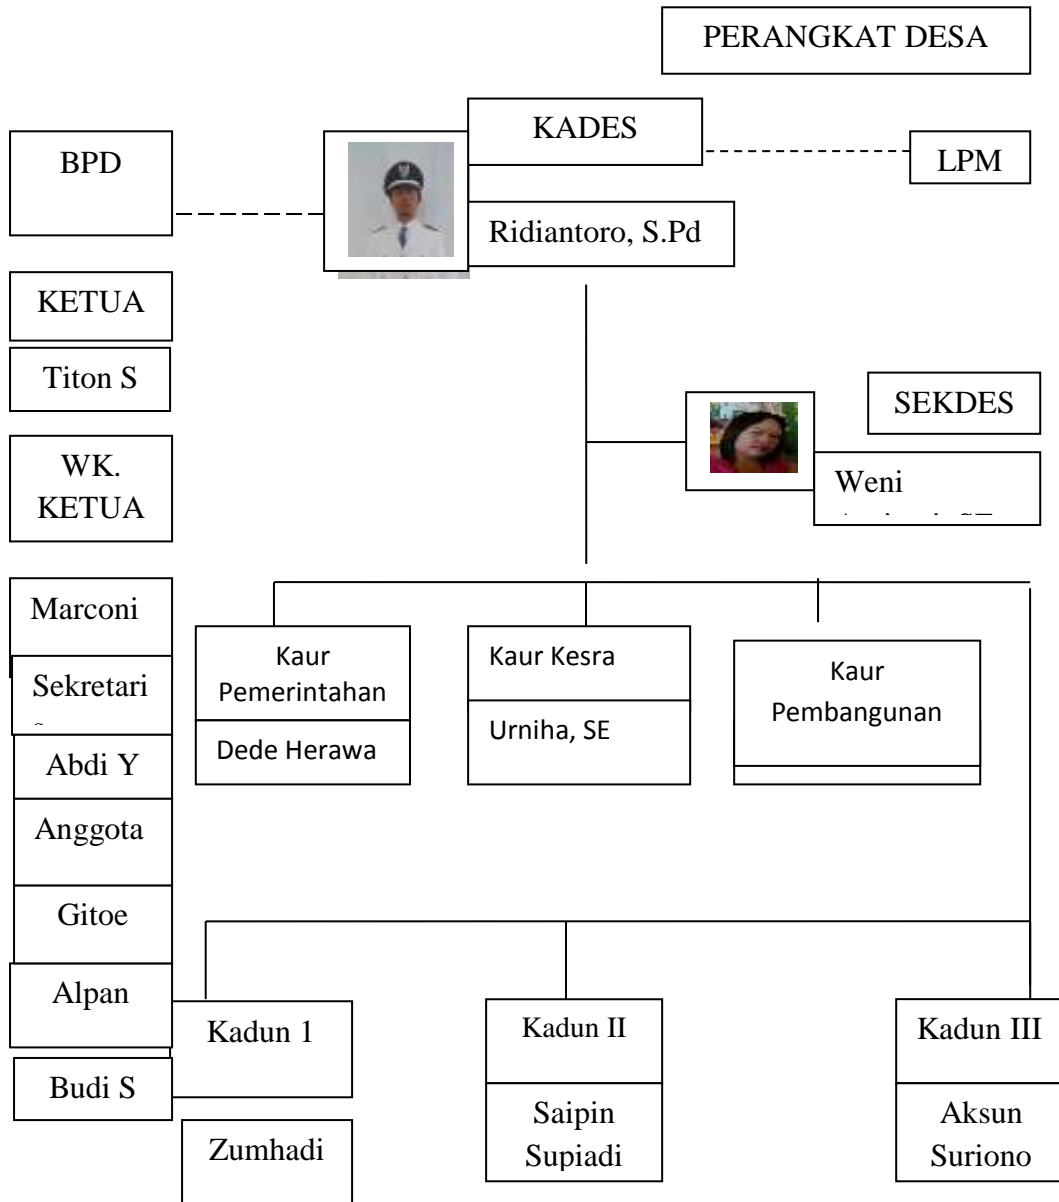 PERANGKAT DESA
KADES
BPD
LPM
Ridiantoro, S.Pd
KETUA
Titon S
SEKDES
Weni
WK.
KETUA
Marconi
Sekretari
Abdi Y
Anggota
Gitoe
Alpan
Budi S
Kaur
Pemerintahan
Dede Herawa
Kaur Kesra
Urniha, SE
Kaur
Pembangunan
Kadun 1
Zumhadi
Kadun II
Saipin
Supiadi
Kadun III
Aksun
Suriono